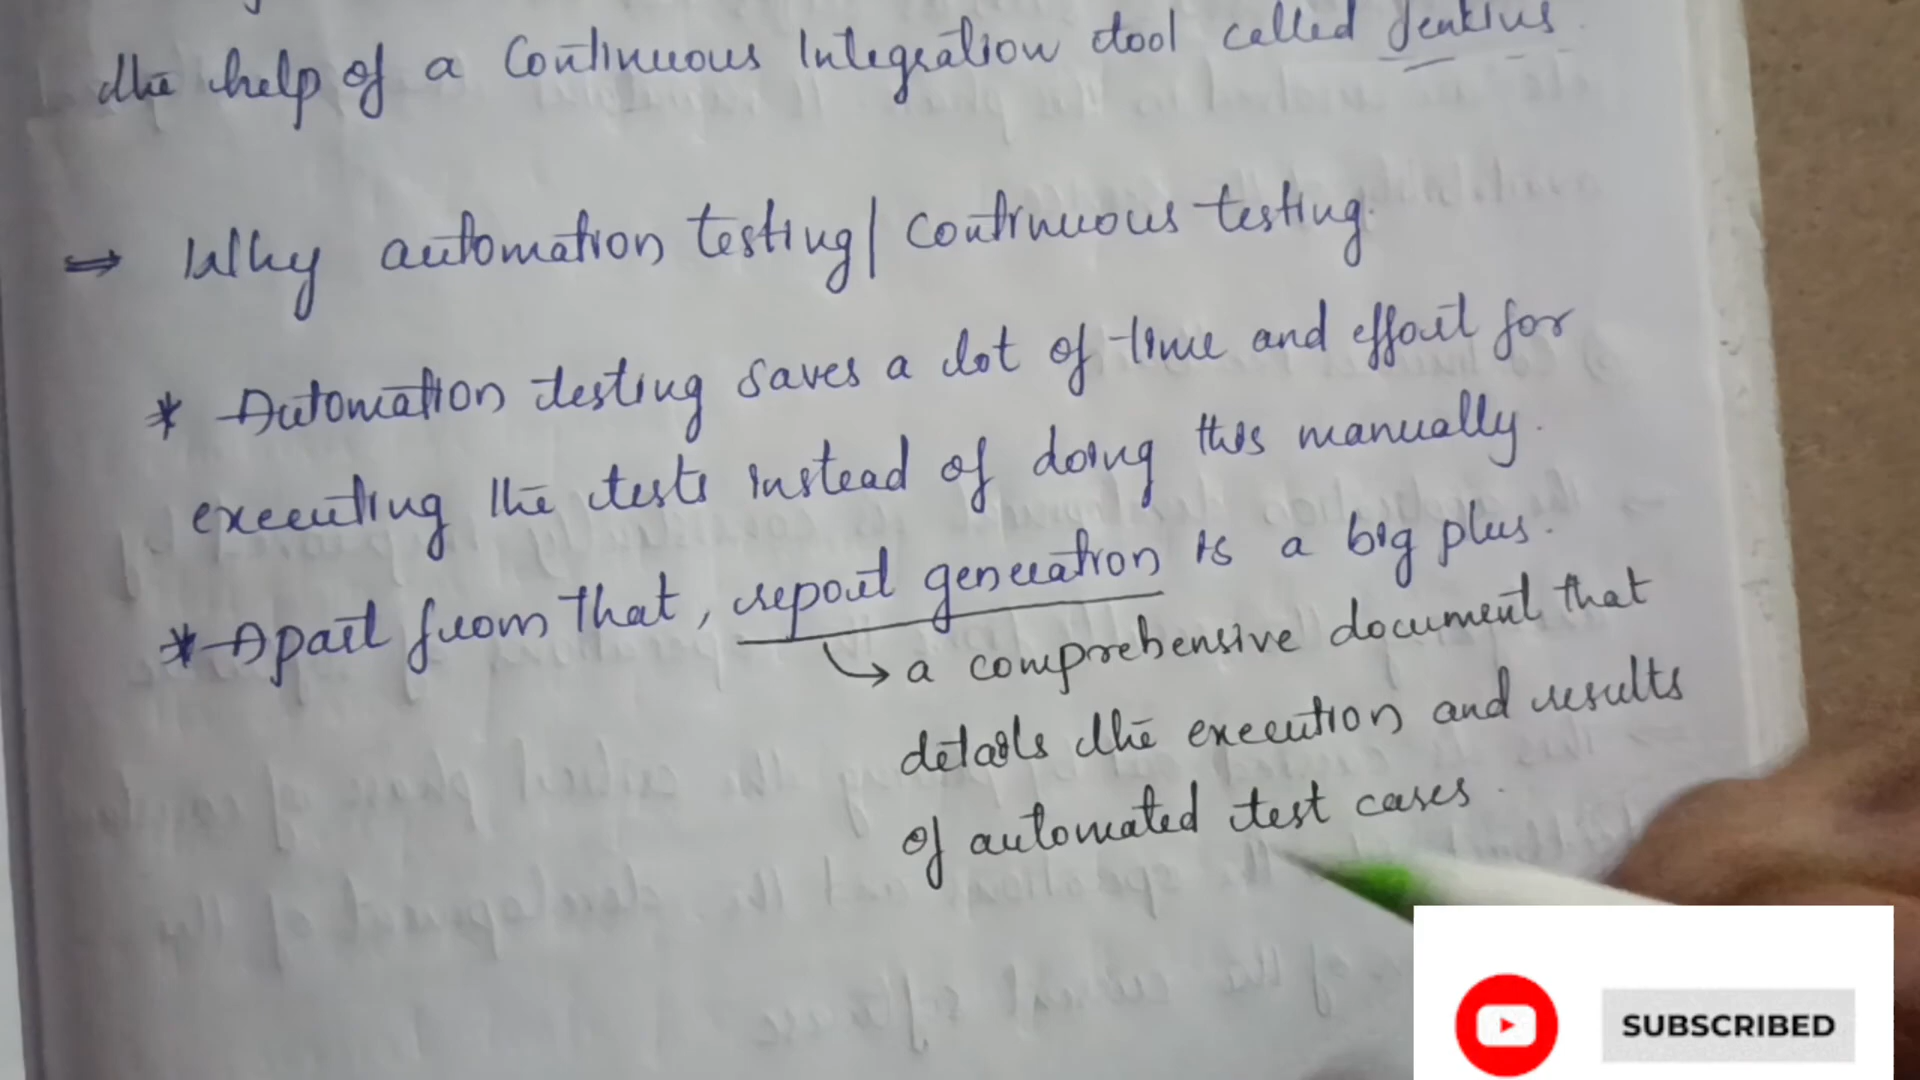 the help of a Continuous Integration tool called Jenkins
⇒ Why automation testing/continuous testing.
* Automation testing saves a lot of time and effort for
executing the tests instead of doing this manually.
* Apart from that, report generation is a big plus.
↳ a comprehensive document that
details the execution and results
of automated test cases.
SUBSCRIBED